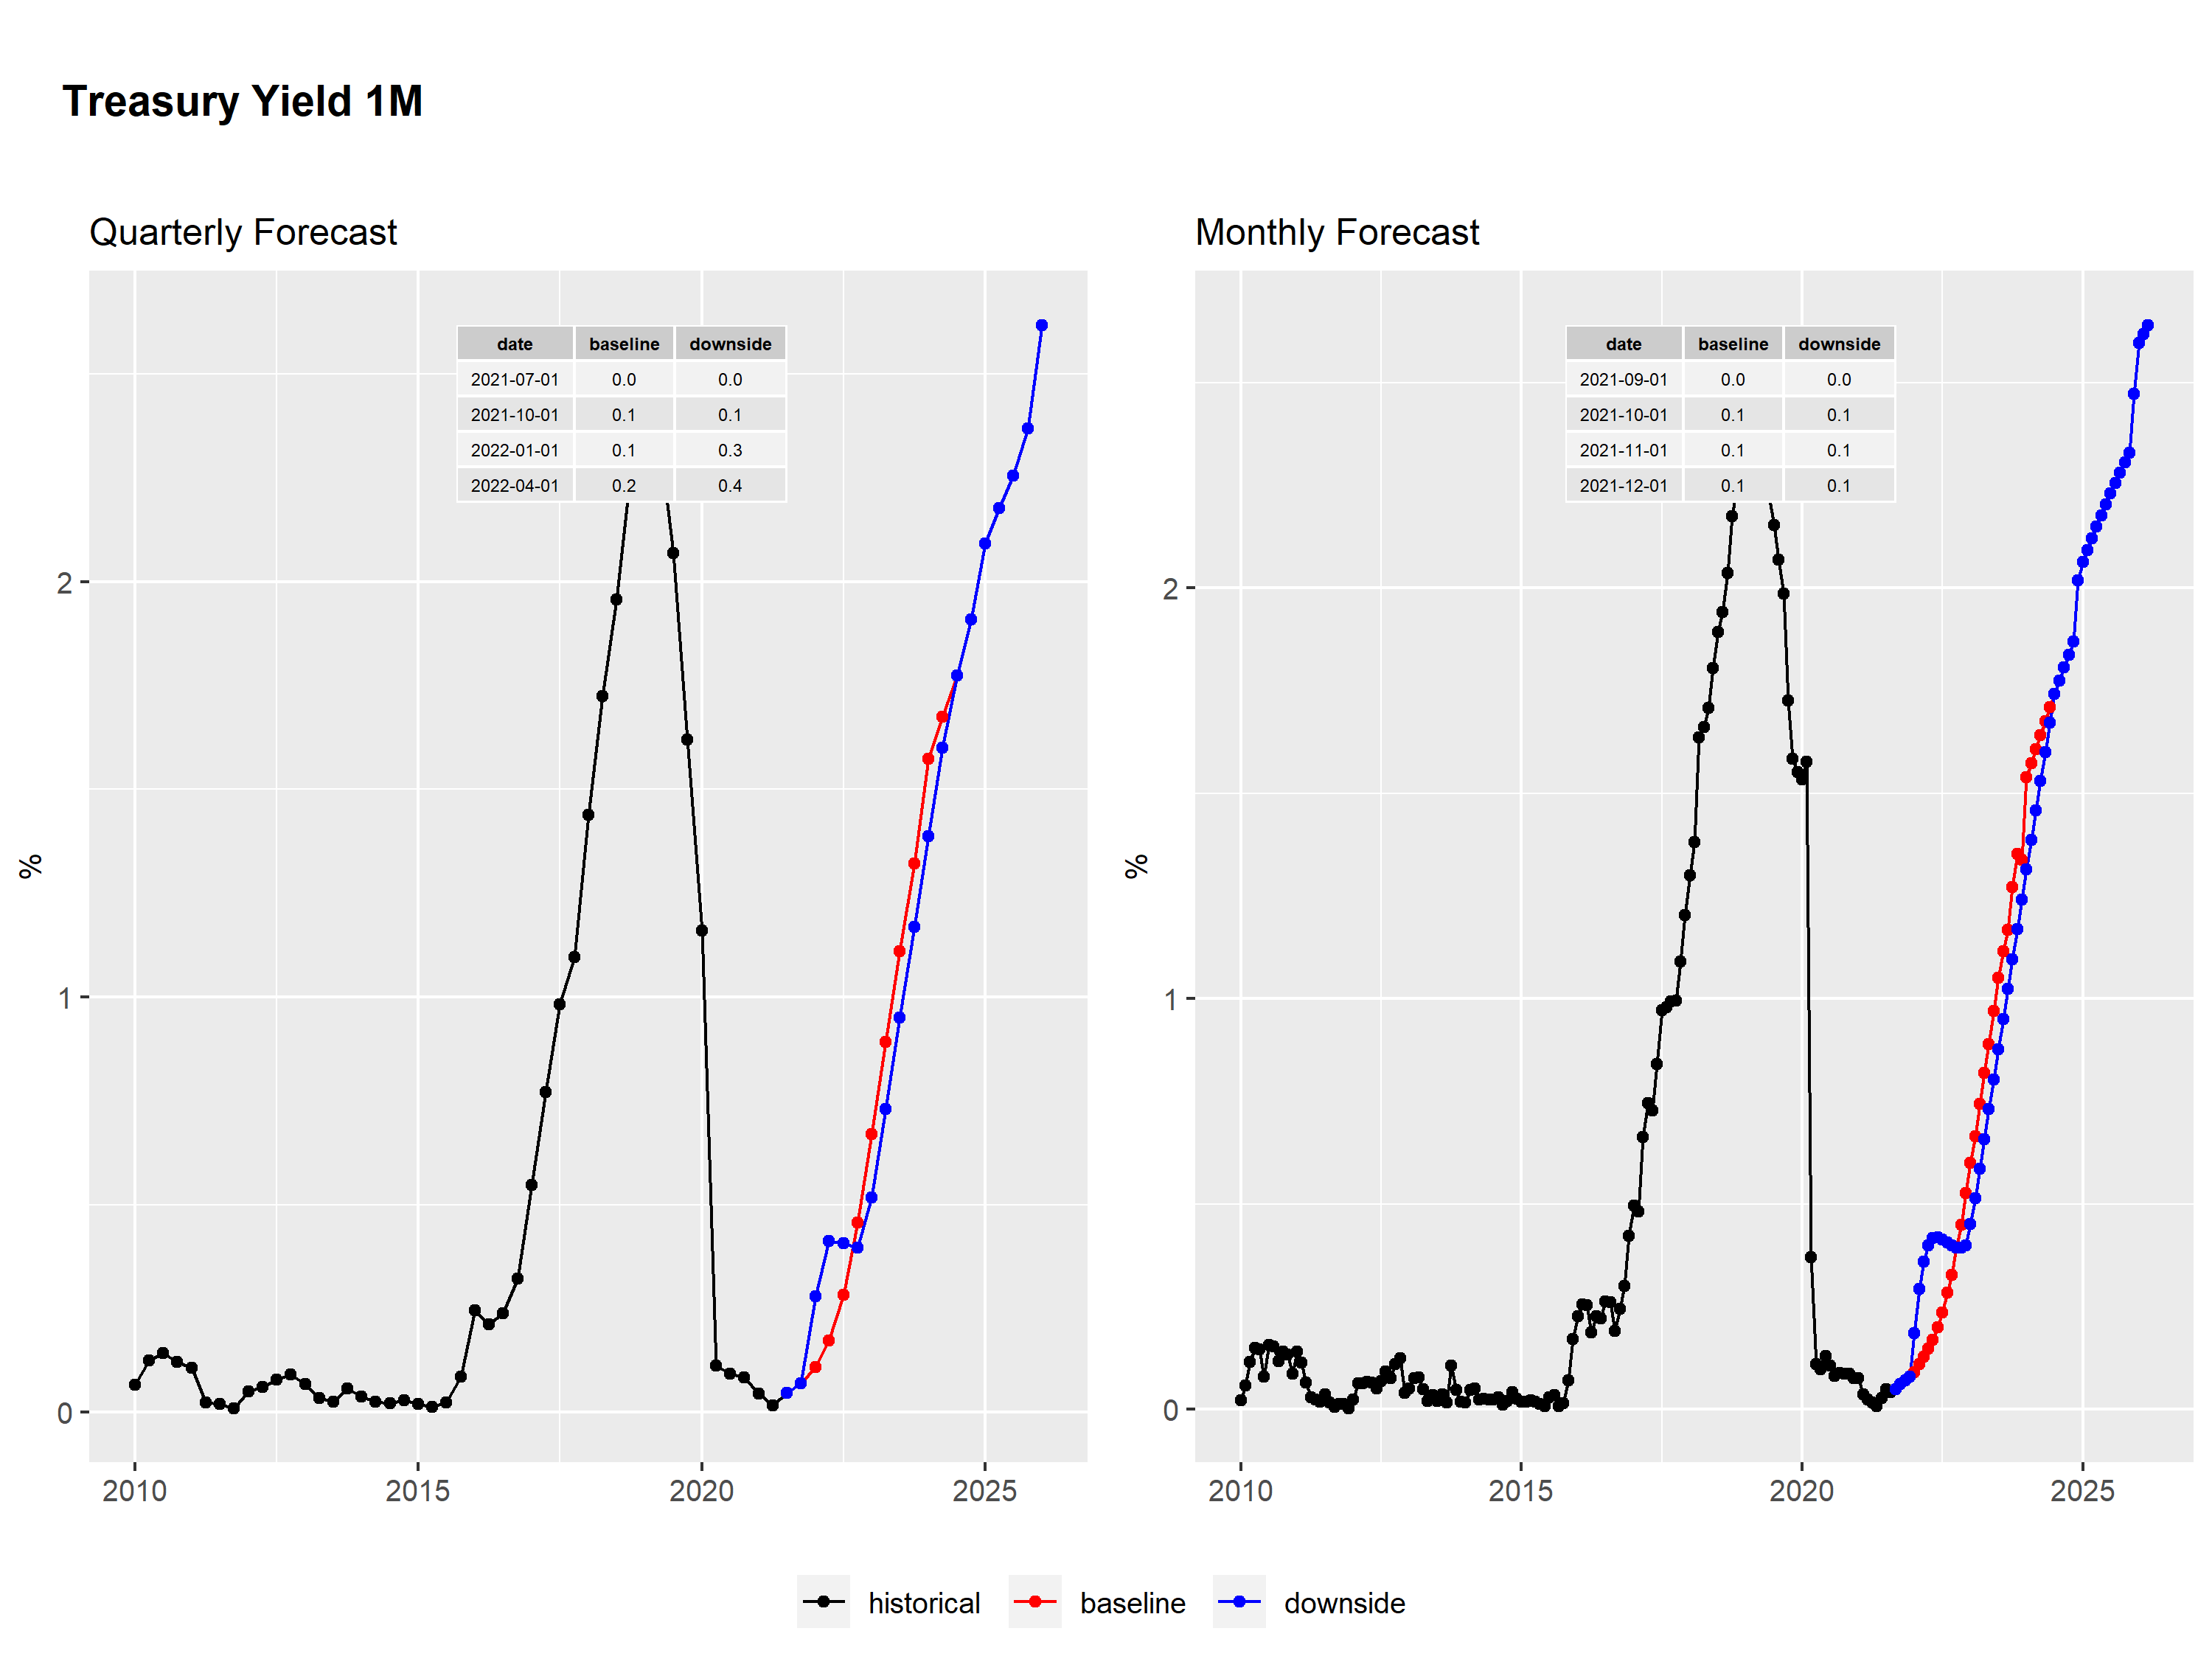 Treasury Yield 1M
Quarterly Forecast
date baseline downside
2021-07-01 0.0 0.0
2021-10-01 0.1 0.1
2022-01-01 0.1 0.3
2022-04-01 0.2 0.4
2
1
0
%
2010 2015 2020 2025
Monthly Forecast
date baseline downside
2021-09-01 0.0 0.0
2021-10-01 0.1 0.1
2021-11-01 0.1 0.1
2021-12-01 0.1 0.1
2
1
0
%
2010 2015 2020 2025
historical baseline downside